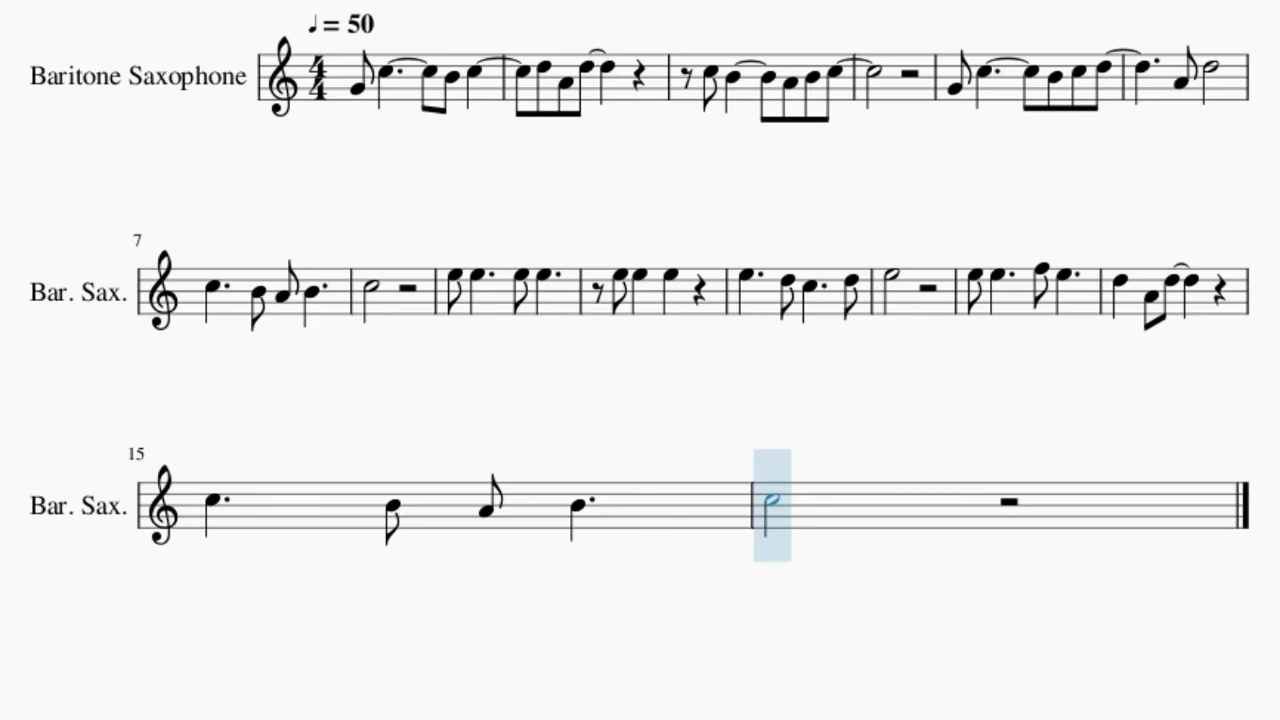 ♩ = 50
Baritone Saxophone
4
4
7
Bar. Sax.
15
Bar. Sax.